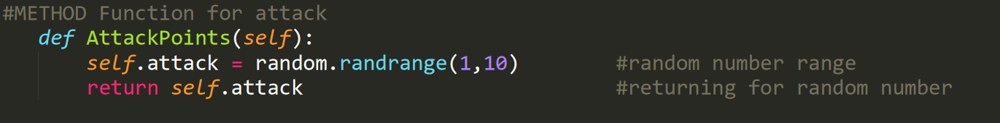 #METHOD Function for attack
def AttackPoints(self):
self.attack = random.randrange(1,10) #random number range
return self.attack #returning for random number